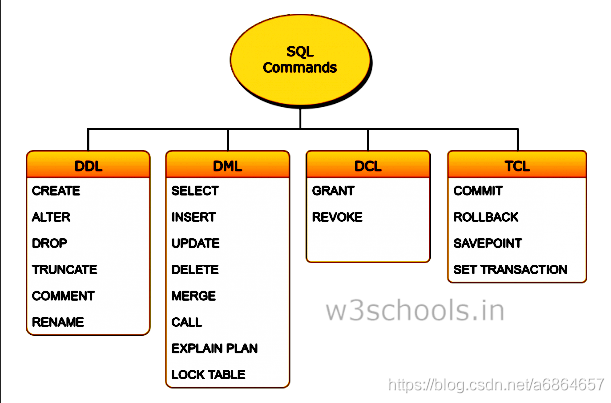 SQL
Commands
DDL
CREATE
ALTER
DROP
TRUNCATE
COMMENT
RENAME
DML
SELECT
INSERT
UPDATE
DELETE
MERGE
CALL
EXPLAIN PLAN
LOCK TABLE
DCL
GRANT
REVOKE
TCL
COMMIT
ROLLBACK
SAVEPOINT
SET TRANSACTION
w3schools.in
https://blog.csdn.net/a6864657